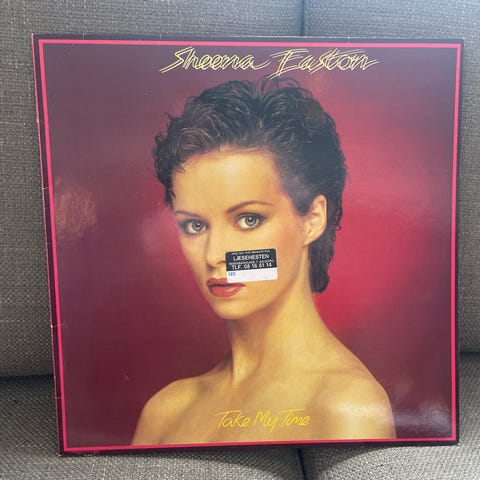 Sheena Easton
LÆSEHESTEN
TLF. 08 16 61 14
Take My Time